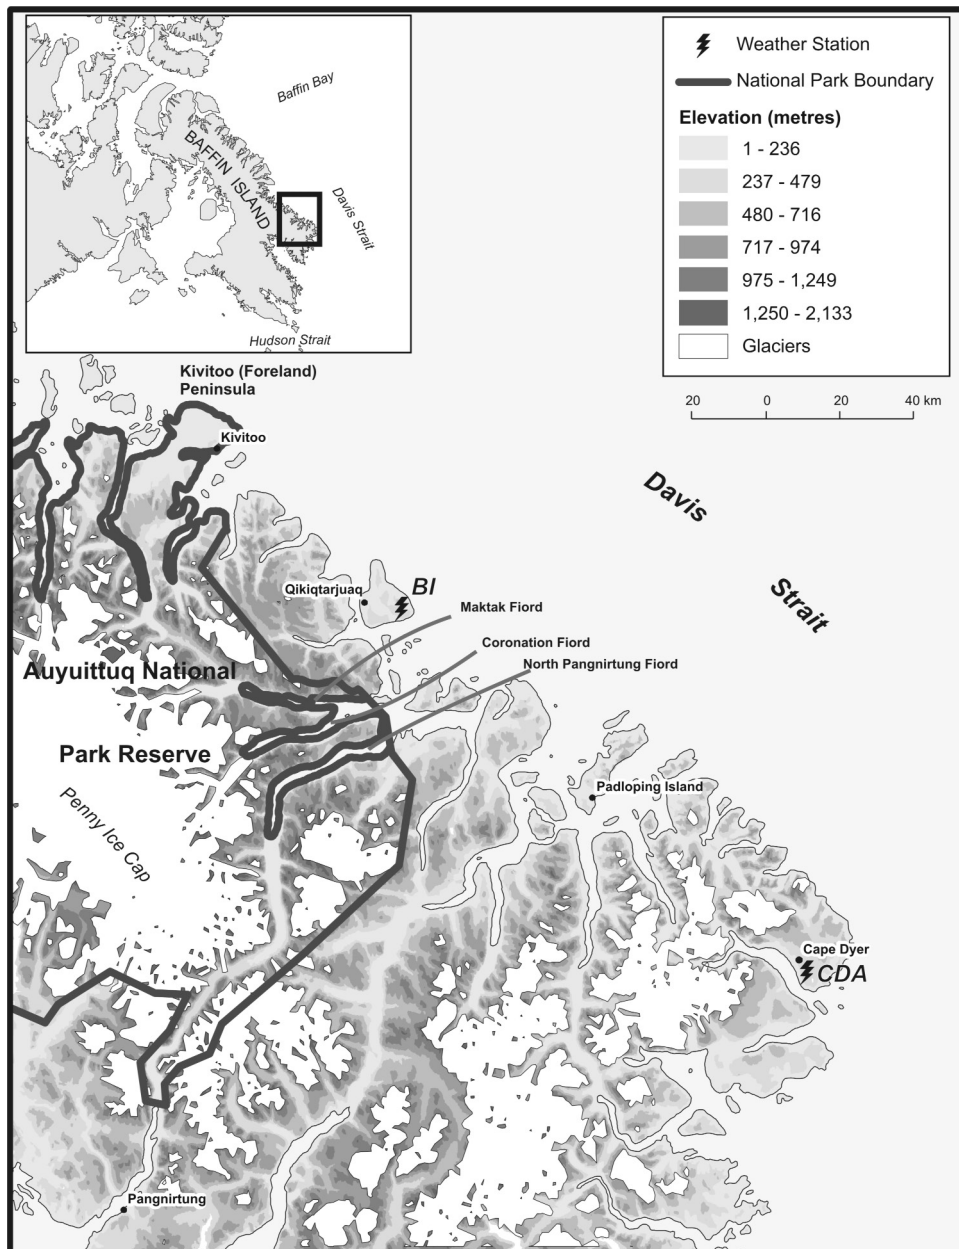 Baffin Bay
BAFFIN ISLAND
Davis Strait
Hudson Strait
Weather Station
National Park Boundary
Elevation (metres)
1 - 236
237 - 479
480 - 716
717 - 974
975 - 1,249
1,250 - 2,133
Glaciers
20 0 20 40 km
Kivitoo (Foreland)
Peninsula
Kivitoo
Davis
Strait
Qikiqtarjuaq
BI
Maktak Fiord
Coronation Fiord
North Pangnirtung Fiord
Auyuittuq National
Park Reserve
Penny Ice Cap
Padloping Island
Cape Dyer
CDA
Pangnirtung